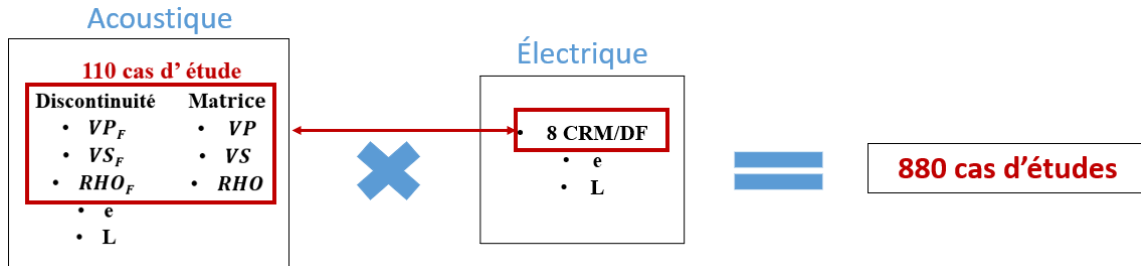 Acoustique
110 cas d' étude
Discontinuité Matrice
• VP_F • VP
• VS_F • VS
• RHO_F • RHO
• e
• L
Électrique
• 8 CRM/DF
• e
• L
880 cas d'études